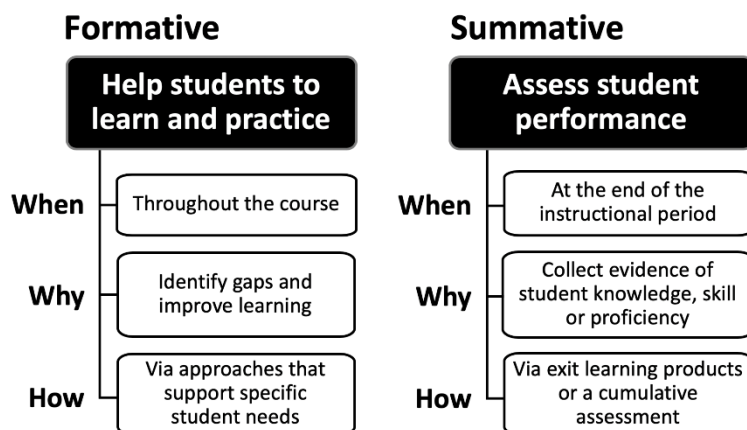 Formative
Help students to
learn and practice
When
Throughout the course
Why
Identify gaps and
improve learning
How
Via approaches that
support specific
student needs
Summative
Assess student
performance
When
At the end of the
instructional period
Why
Collect evidence of
student knowledge, skill
or proficiency
How
Via exit learning products
or a cumulative
assessment